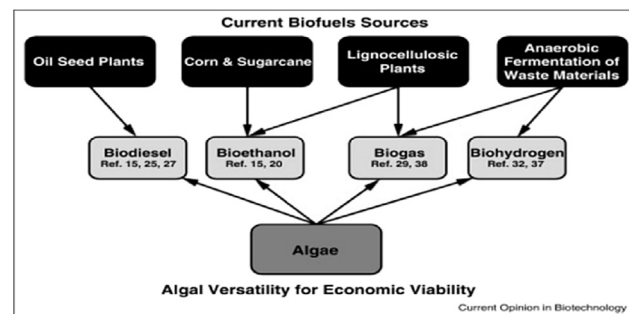 Current Biofuels Sources
Oil Seed Plants
Corn & Sugarcane
Lignocellulosic
Plants
Anaerobic
Fermentation of
Waste Materials
Biodiesel
Ref. 15, 25, 27
Bioethanol
Ref. 15, 20
Biogas
Ref. 29, 38
Biohydrogen
Ref. 32, 37
Algae
Algal Versatility for Economic Viability
Current Opinion in Biotechnology